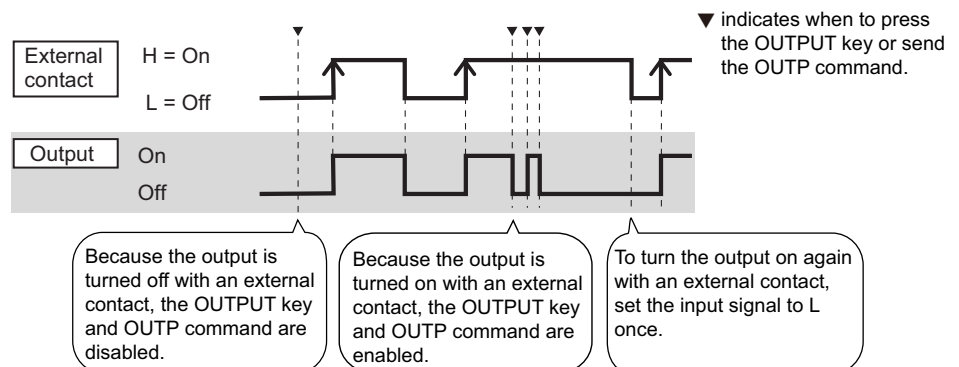 ▼ indicates when to press
the OUTPUT key or send
the OUTP command.
External
contact
H = On
L = Off
Output
On
Off
Because the output is
turned off with an external
contact, the OUTPUT key
and OUTP command are
disabled.
Because the output is
turned on with an external
contact, the OUTPUT key
and OUTP command are
enabled.
To turn the output on again
with an external contact,
set the input signal to L
once.